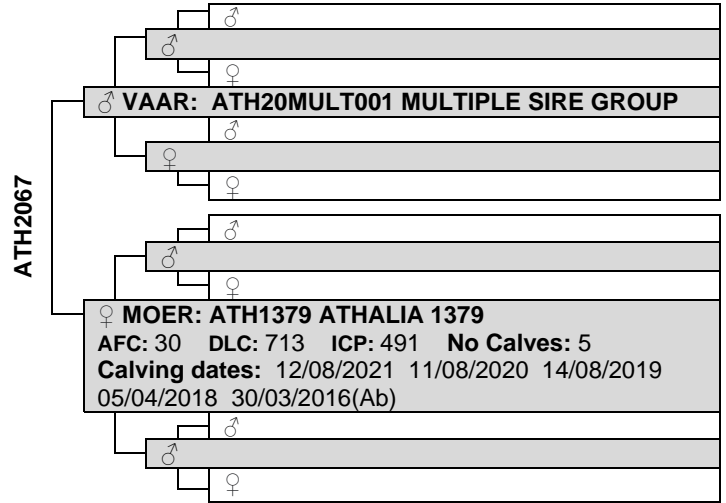 ♂
♂
♀
♂ VAAR: ATH20MULT001 MULTIPLE SIRE GROUP
♂
♀
♀
ATH2067
♂
♂
♀
♀ MOER: ATH1379 ATHALIA 1379
AFC: 30 DLC: 713 ICP: 491 No Calves: 5
Calving dates: 12/08/2021 11/08/2020 14/08/2019
05/04/2018 30/03/2016(Ab)
♂
♂
♀